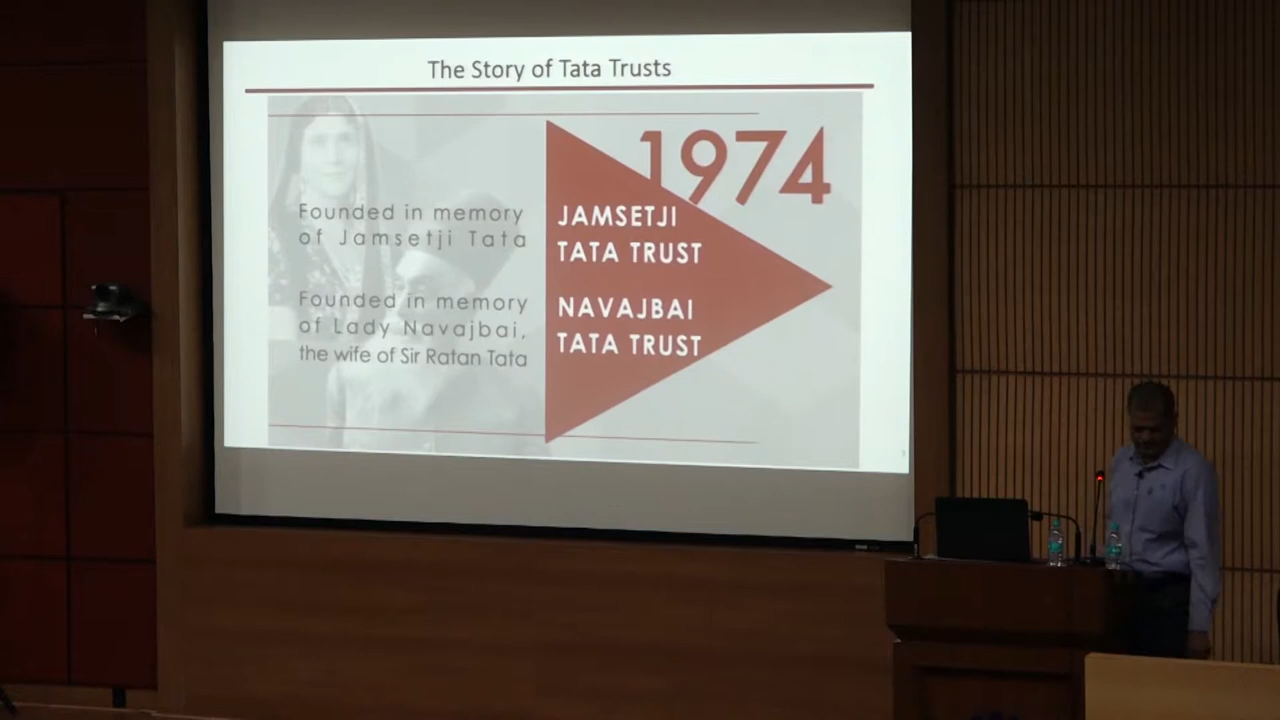 The Story of Tata Trusts
1974
Founded in memory
of Jamsetji Tata
JAMSETJI
TATA TRUST
Founded in memory
of Lady Navajbai,
the wife of Sir Ratan Tata
NAVAJBAI
TATA TRUST